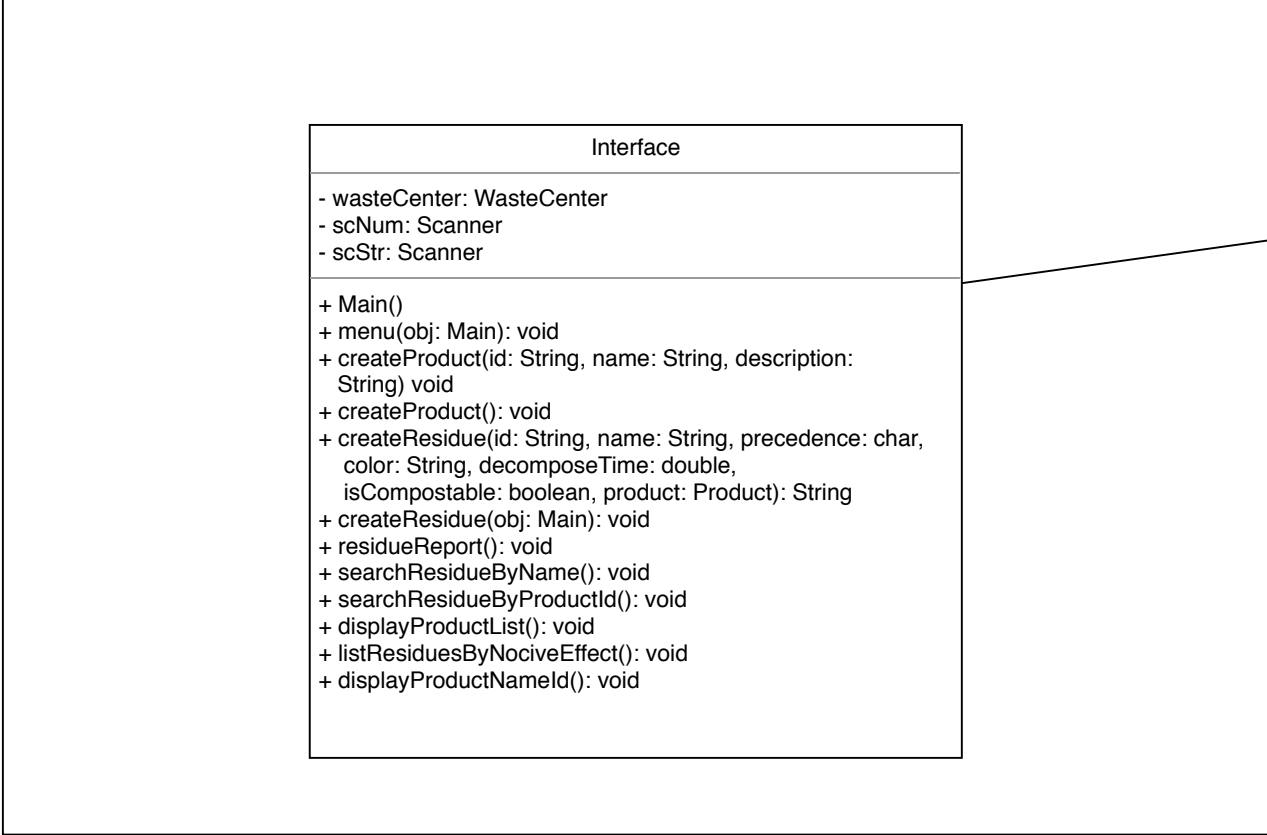 Interface
- wasteCenter: WasteCenter
- scNum: Scanner
- scStr: Scanner
+ Main()
+ menu(obj: Main): void
+ createProduct(id: String, name: String, description:
String) void
+ createProduct(): void
+ createResidue(id: String, name: String, precedence: char,
color: String, decomposeTime: double,
isCompostable: boolean, product: Product): String
+ createResidue(obj: Main): void
+ residueReport(): void
+ searchResidueByName(): void
+ searchResidueByProductId(): void
+ displayProductList(): void
+ listResiduesByNociveEffect(): void
+ displayProductNameId(): void